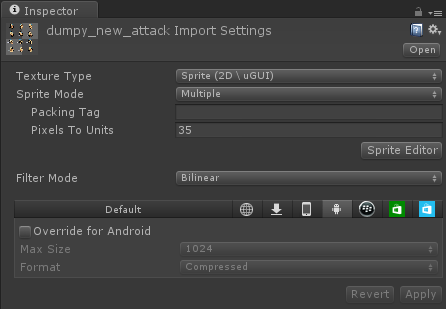 Inspector
dumpy_new_attack Import Settings
Open
Texture Type Sprite (2D \ uGUI)
Sprite Mode Multiple
Packing Tag
Pixels To Units 35
Sprite Editor
Filter Mode Bilinear
Default
Override for Android
Max Size 1024
Format Compressed
Revert Apply